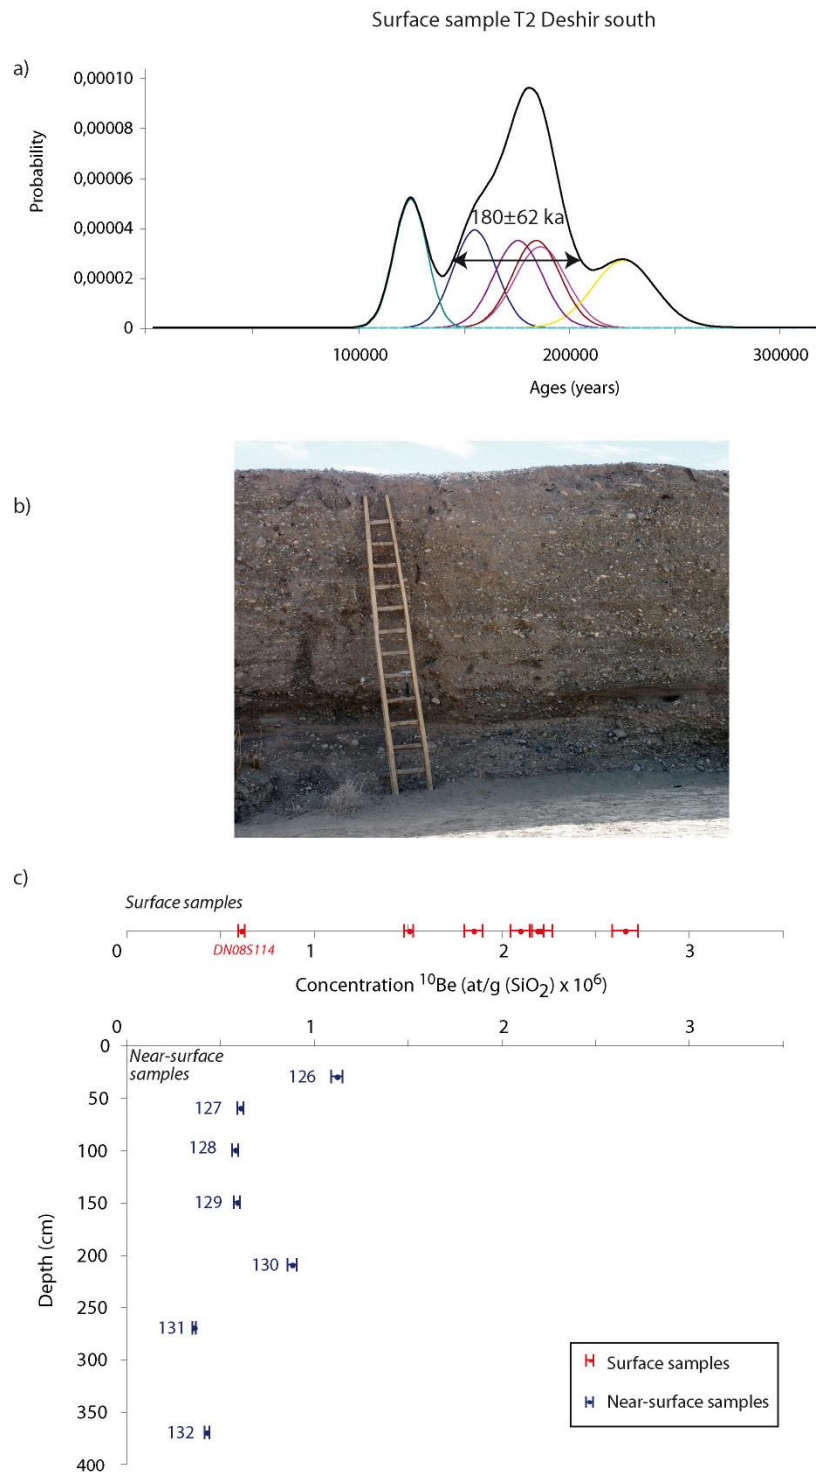 Surface sample T2 Deshir south
a)
0,00010
0,00008
0,00006
0,00004
0,00002
0
Probability
180±62 ka
100000 200000 300000
Ages (years)
b)
c)
Surface samples
0 1 2 3
DN08S114
Concentration ¹⁰Be (at/g (SiO₂) x 10⁶)
0 1 2 3
0
Near-surface
samples
126
50
127
100
128
150
129
200
130
250
131
300
350
132
400
Depth (cm)
Surface samples
Near-surface samples